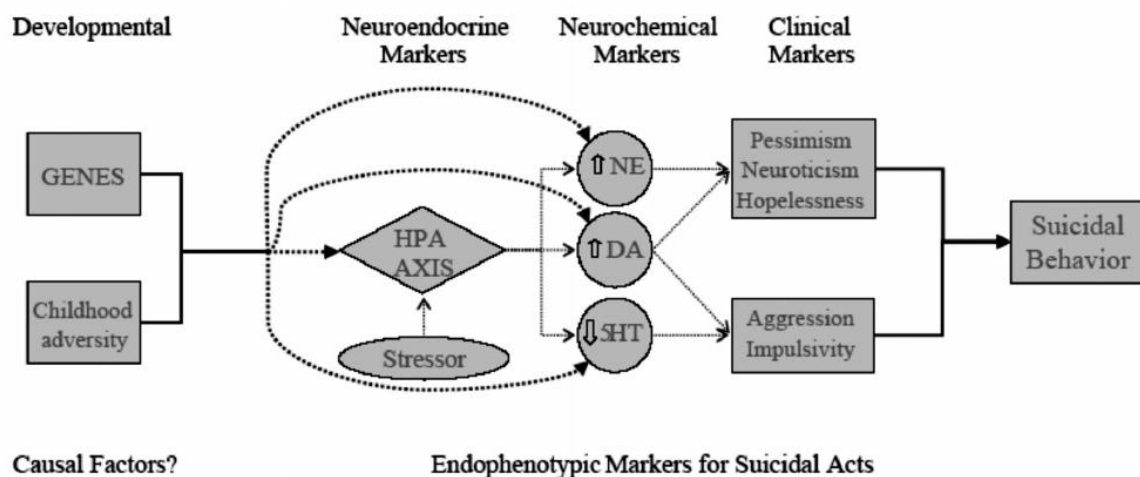 Developmental
Neuroendocrine
Markers
Neurochemical
Markers
Clinical
Markers
GENES
Childhood
adversity
HPA
AXIS
Stressor
⇧ NE
⇧ DA
⇩ 5HT
Pessimism
Neuroticism
Hopelessness
Aggression
Impulsivity
Suicidal
Behavior
Causal Factors?
Endophenotypic Markers for Suicidal Acts